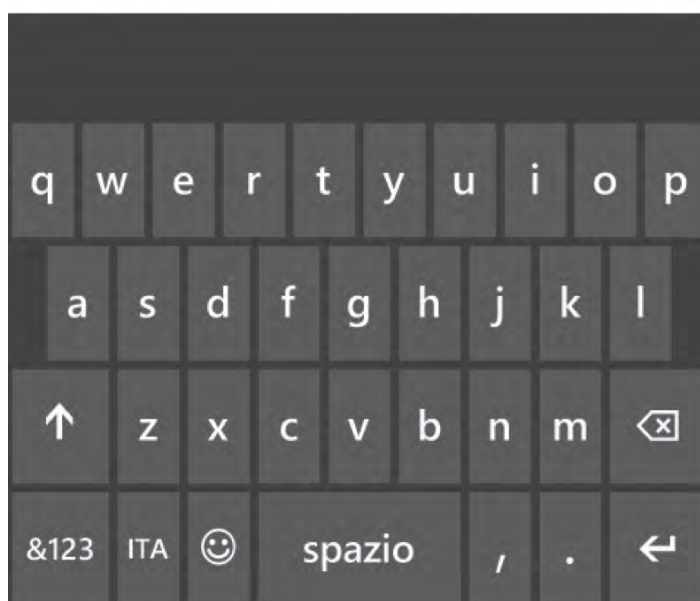 q w e r t y u i o p
a s d f g h j k l
z x c v b n m
&123 ITA spazio , .